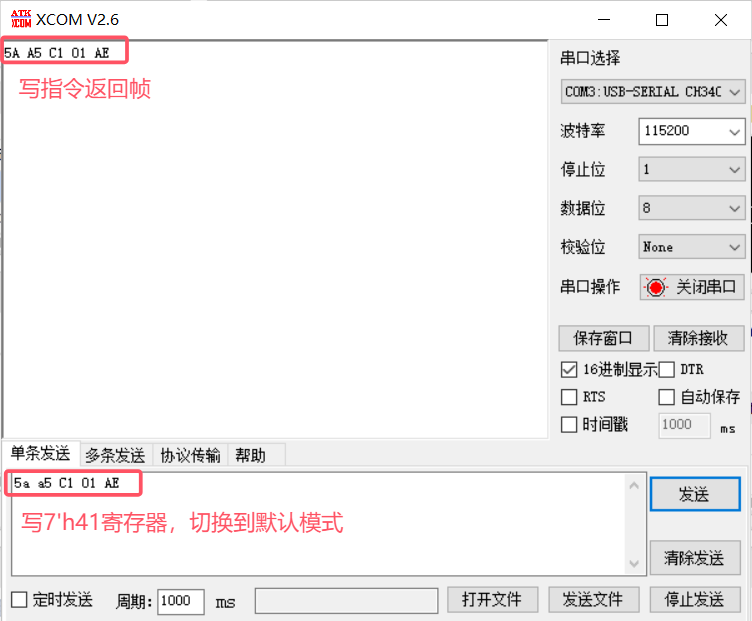 ATK XCOM XCOM V2.6
5A A5 C1 01 AE
写指令返回帧
串口选择
COM3:USB-SERIAL CH34C
波特率 115200
停止位 1
数据位 8
校验位 None
串口操作 关闭串口
保存窗口 清除接收
16进制显示 DTR
RTS 自动保存
时间戳 1000 ms
单条发送 多条发送 协议传输 帮助
5a a5 C1 01 AE
写7'h41寄存器，切换到默认模式
发送
清除发送
定时发送 周期: 1000 ms 打开文件 发送文件 停止发送